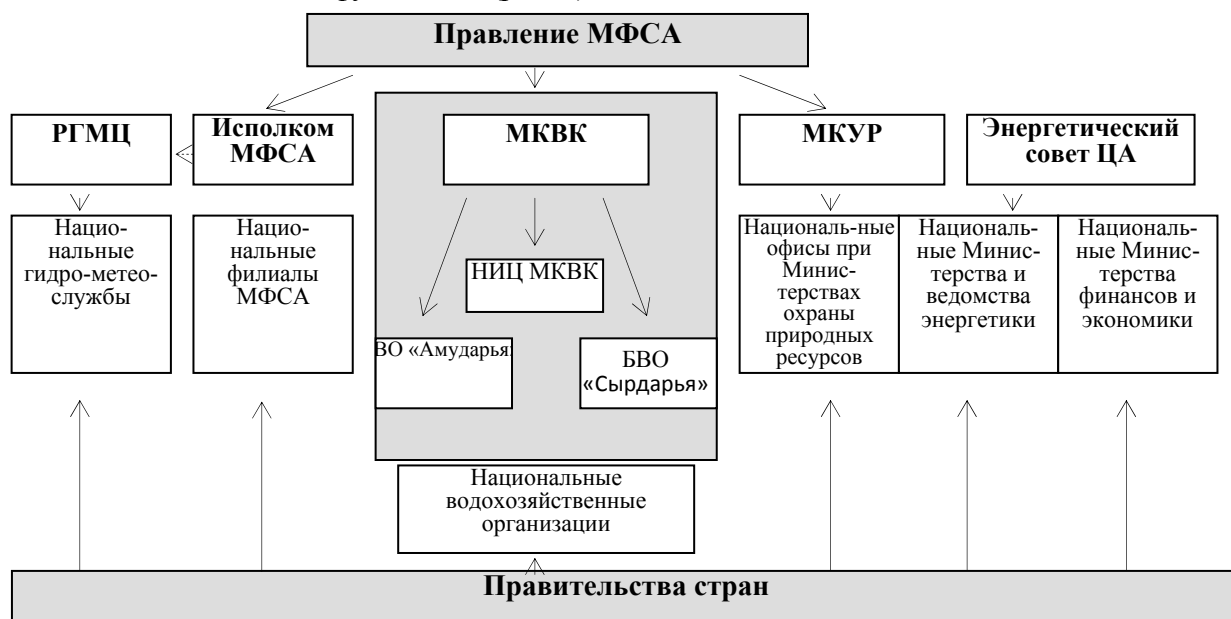 Правление МФСА
РГМЦ
Исполком
МФСА
МКВК
МКУР
Энергетический
совет ЦА
Нацио-
нальные
гидро-метео-
службы
Нацио-
нальные
филиалы
МФСА
НИЦ МКВК
ВО «Амударья
БВО
«Сырдарья»
Националь-ные
офисы при
Минис-
терствах
охраны
природных
ресурсов
Националь-
ные Минис-
терства и
ведомства
энергетики
Националь-
ные Минис-
терства
финансов и
экономики
Национальные
водохозяйственные
организации
Правительства стран